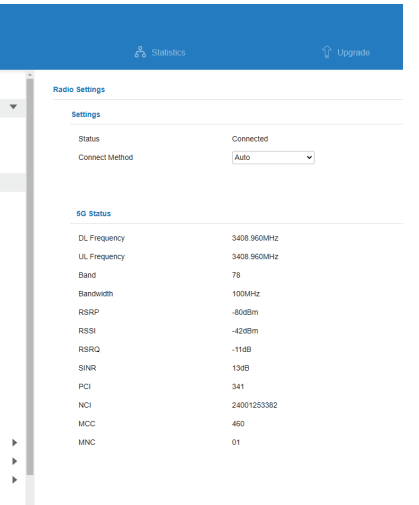 Statistics Upgrade
Radio Settings
Settings
Status Connected
Connect Method Auto
5G Status
DL Frequency 3408.960MHz
UL Frequency 3408.960MHz
Band 78
Bandwidth 100MHz
RSRP -80dBm
RSSI -42dBm
RSRQ -11dB
SINR 13dB
PCI 341
NCI 24001253382
MCC 460
MNC 01